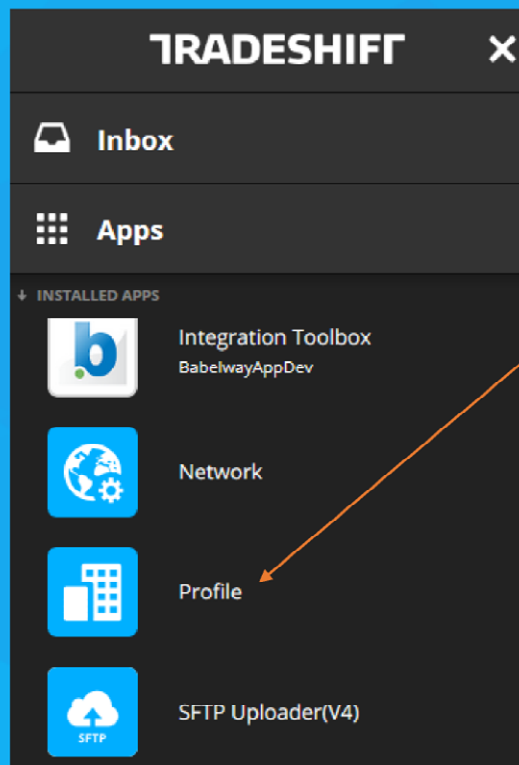 TRADESHIFT
Inbox
Apps
INSTALLED APPS
b
Integration Toolbox
BabelwayAppDev
Network
Profile
SFTP
SFTP Uploader(V4)